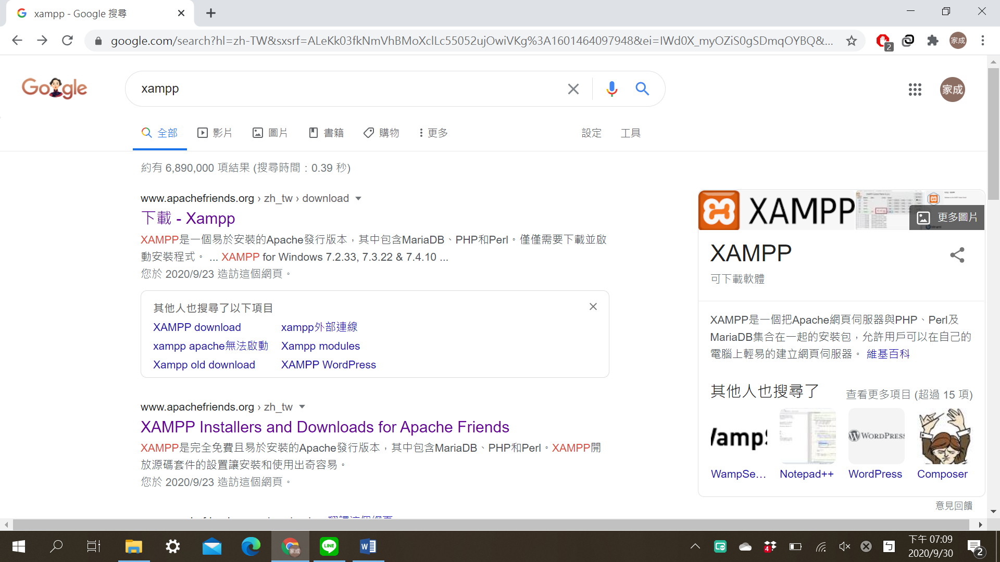 xampp - Google 搜尋
google.com/search?hl=zh-TW&sxsrf=ALeKk03fkNmVhBMoXclLc55052ujOwiVKg%3A1601464097948&ei=IWd0X_myOZiS0gSDmqOYBQ&...
2
家成
Google
xampp
家成
全部 影片 圖片 書籍 購物 更多 設定 工具
約有 6,890,000 項結果 (搜尋時間：0.39 秒)
www.apachefriends.org › zh_tw › download
下載 - Xampp
XAMPP是一個易於安裝的Apache發行版本，其中包含MariaDB、PHP和Perl。僅僅需要下載並啟
動安裝程式。 ... XAMPP for Windows 7.2.33, 7.3.22 & 7.4.10 ...
您於 2020/9/23 造訪這個網頁。
其他人也搜尋了以下項目
XAMPP download xampp外部連線
xampp apache無法啟動 Xampp modules
Xampp old download XAMPP WordPress
www.apachefriends.org › zh_tw
XAMPP Installers and Downloads for Apache Friends
XAMPP是完全免費且易於安裝的Apache發行版本，其中包含MariaDB、PHP和Perl。XAMPP開
放源碼套件的設置讓安裝和使用出奇容易。
您於 2020/9/23 造訪這個網頁。
XAMPP
更多圖片
XAMPP
可下載軟體
XAMPP是一個把Apache網頁伺服器與PHP、Perl及
MariaDB集合在一起的安裝包，允許用戶可以在自己的
電腦上輕易的建立網頁伺服器。 維基百科
其他人也搜尋了 查看更多項目 (超過 15 項)
WampS
WORDPRESS
WampSe... Notepad++ WordPress Composer
意見回饋
家成
LINE
W
4
ㄅ
下午 07:09
2020/9/30
2